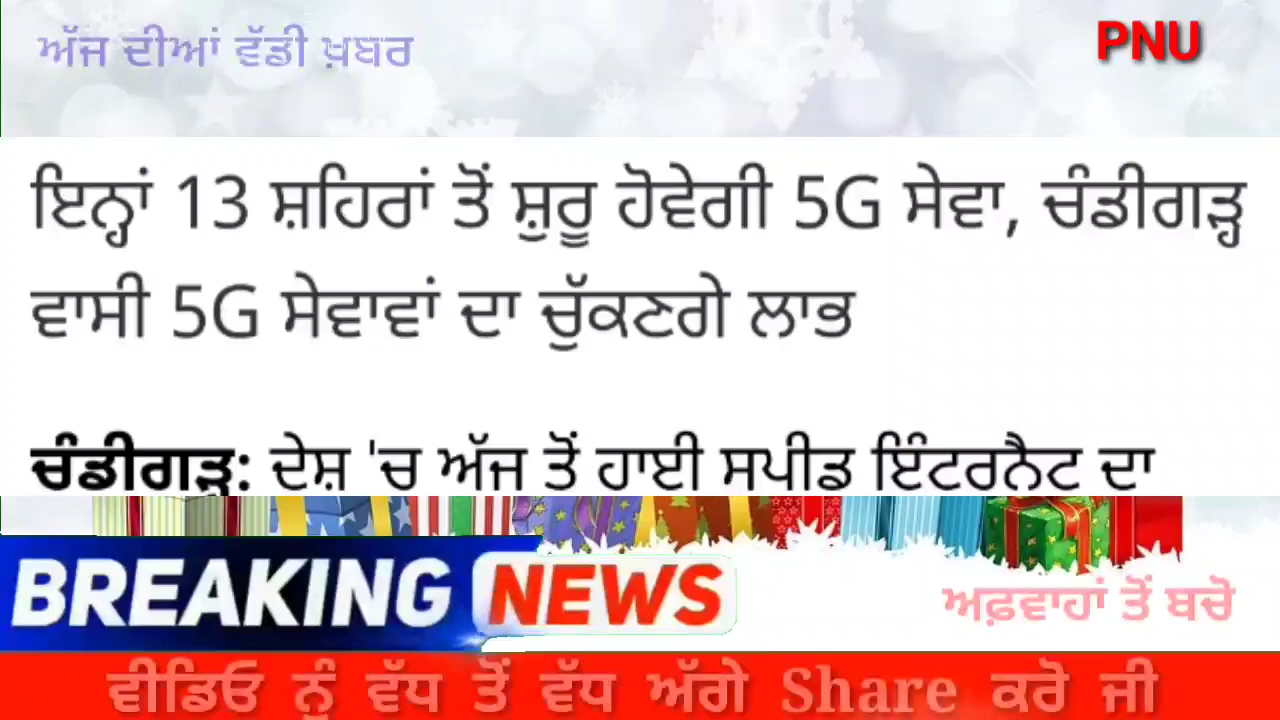 ਅੱਜ ਦੀਆਂ ਵੱਡੀ ਖ਼ਬਰ
PNU
ਇਨ੍ਹਾਂ 13 ਸ਼ਹਿਰਾਂ ਤੋਂ ਸ਼ੁਰੂ ਹੋਵੇਗੀ 5G ਸੇਵਾ, ਚੰਡੀਗੜ੍ਹ
ਵਾਸੀ 5G ਸੇਵਾਵਾਂ ਦਾ ਚੁੱਕਣਗੇ ਲਾਭ
ਚੰਡੀਗੜ੍ਹ: ਦੇਸ਼ 'ਚ ਅੱਜ ਤੋਂ ਹਾਈ ਸਪੀਡ ਇੰਟਰਨੈਟ ਦਾ
BREAKING NEWS
ਅਫ਼ਵਾਹਾਂ ਤੋਂ ਬਚੋ
ਵੀਡਿਓ ਨੂੰ ਵੱਧ ਤੋਂ ਵੱਧ ਅੱਗੇ Share ਕਰੋ ਜੀ